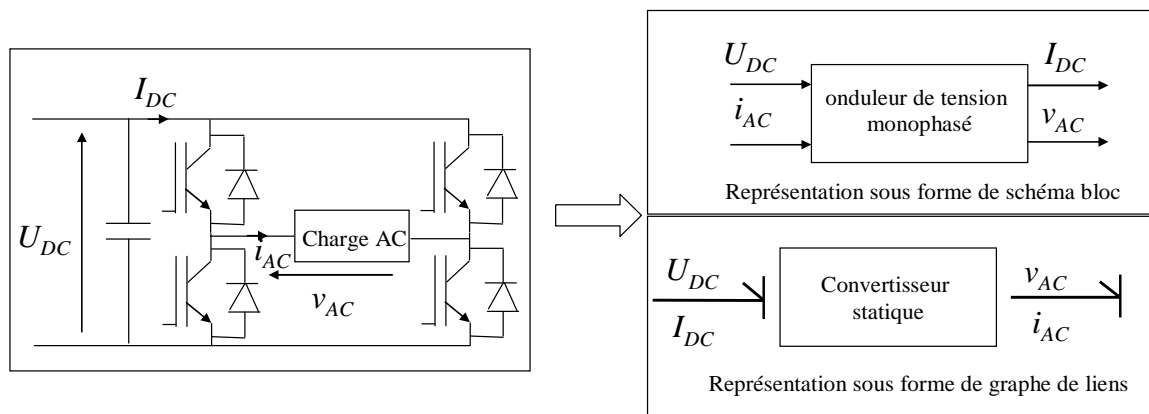 I_DC
U_DC
Charge AC
i_AC
v_AC
U_DC
i_AC
onduleur de tension
monophasé
I_DC
v_AC
Représentation sous forme de schéma bloc
U_DC
I_DC
Convertisseur
statique
v_AC
i_AC
Représentation sous forme de graphe de liens